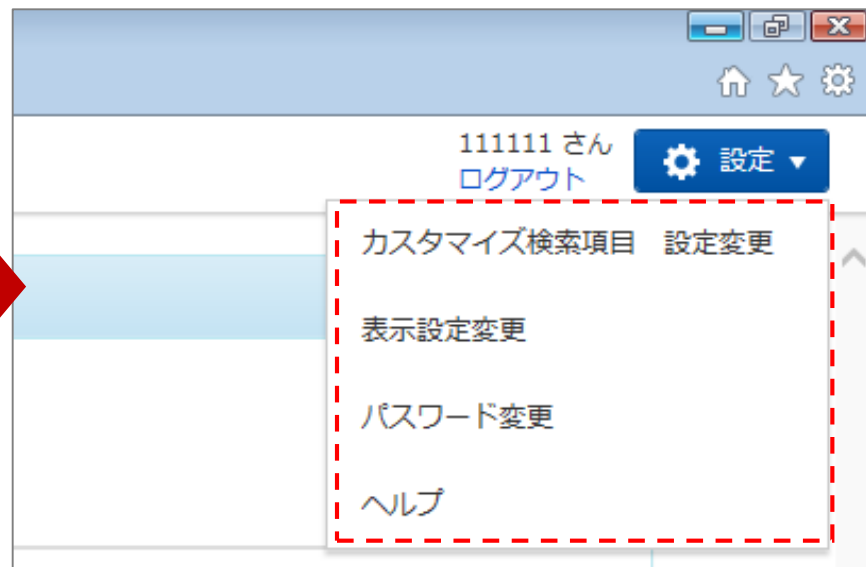 111111 さん
ログアウト
設定
カスタマイズ検索項目　設定変更
表示設定変更
パスワード変更
ヘルプ